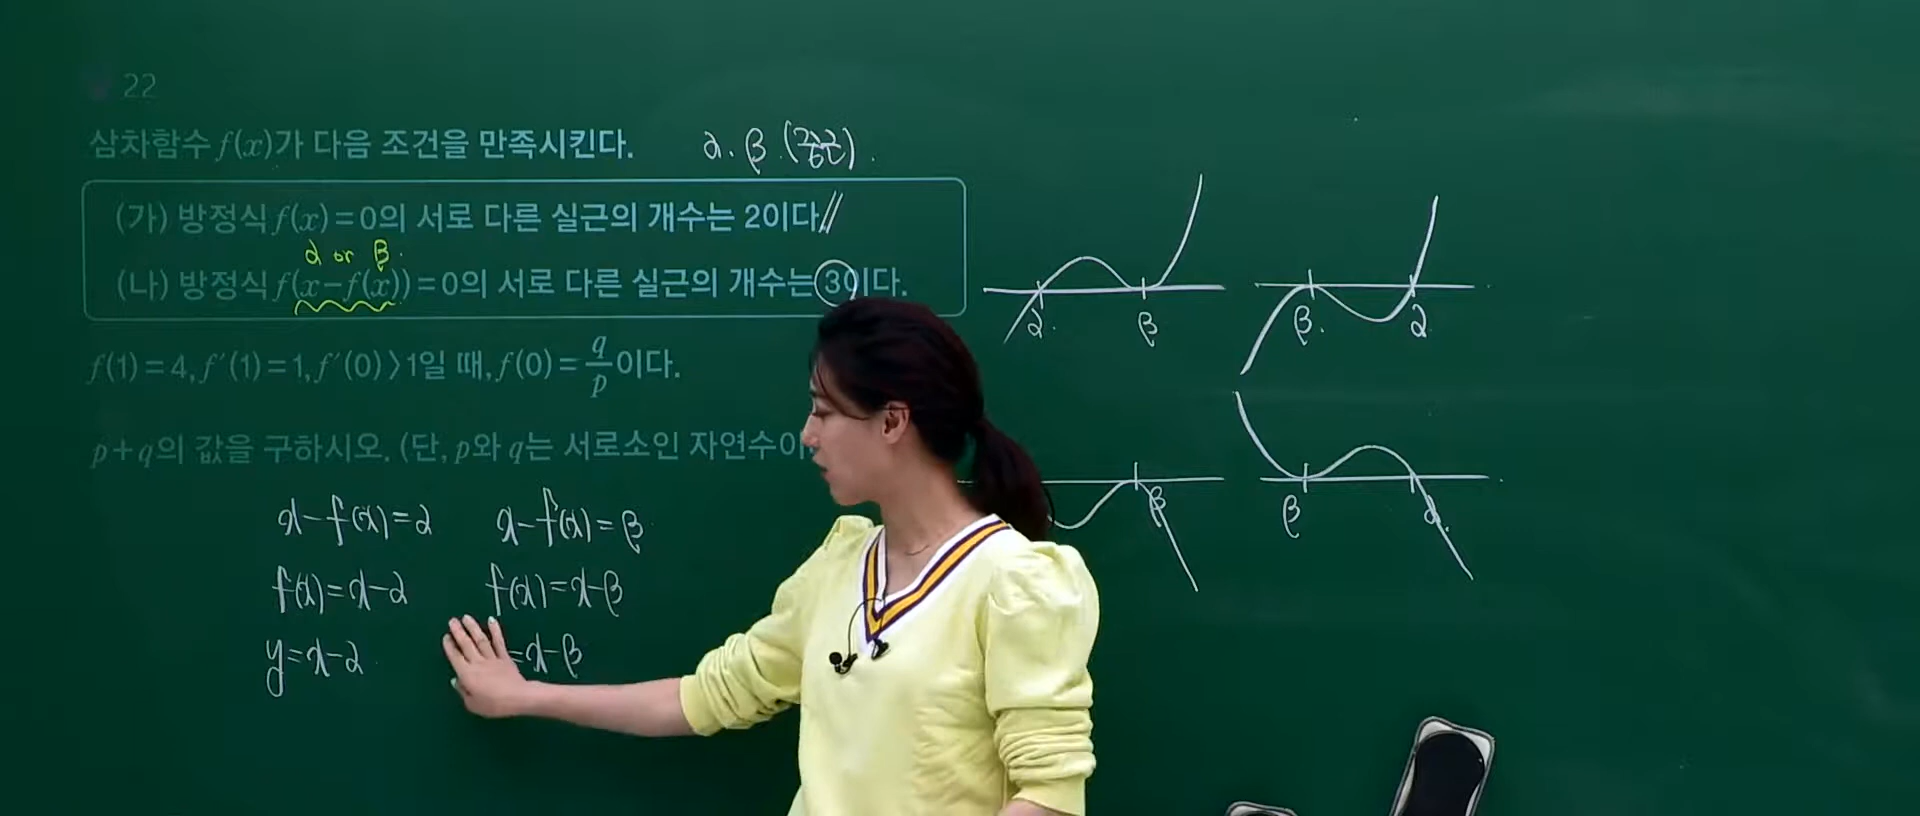 22
삼차함수 f(x)가 다음 조건을 만족시킨다.
α. β (중근).
(가) 방정식 f(x)=0의 서로 다른 실근의 개수는 2이다.
α or β.
(나) 방정식 f(x-f(x))=0의 서로 다른 실근의 개수는 3이다.
f(1)=4, f′(1)=1, f′(0)>1일 때, f(0)=q/p이다.
p+q의 값을 구하시오. (단, p와 q는 서로소인 자연수이
x-f(x)=α x-f(x)=β
f(x)=x-α f(x)=x-β
y=x-α =x-β
α. β β. α
β β α.